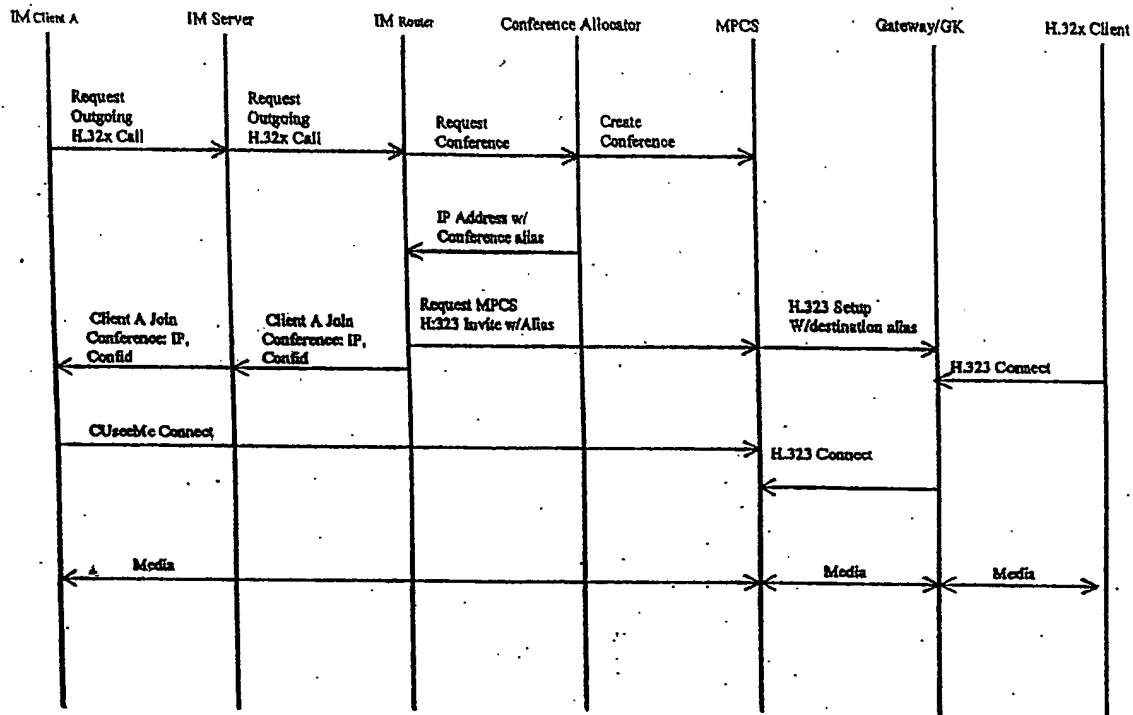 IM Client A
IM Server
IM Router
Conference Allocator
MPCS
Gateway/GK
H.32x Client
Request
Outgoing
H.32x Call
Request
Outgoing
H.32x Call
Request
Conference
Create
Conference
IP Address w/
Conference alias
Client A Join
Conference: IP,
Confid
Client A Join
Conference: IP,
Confid
Request MPCS
H.323 Invite w/Alias
H.323 Setup
W/destination alias
H.323 Connect
CUseeMe Connect
H.323 Connect
Media
Media
Media